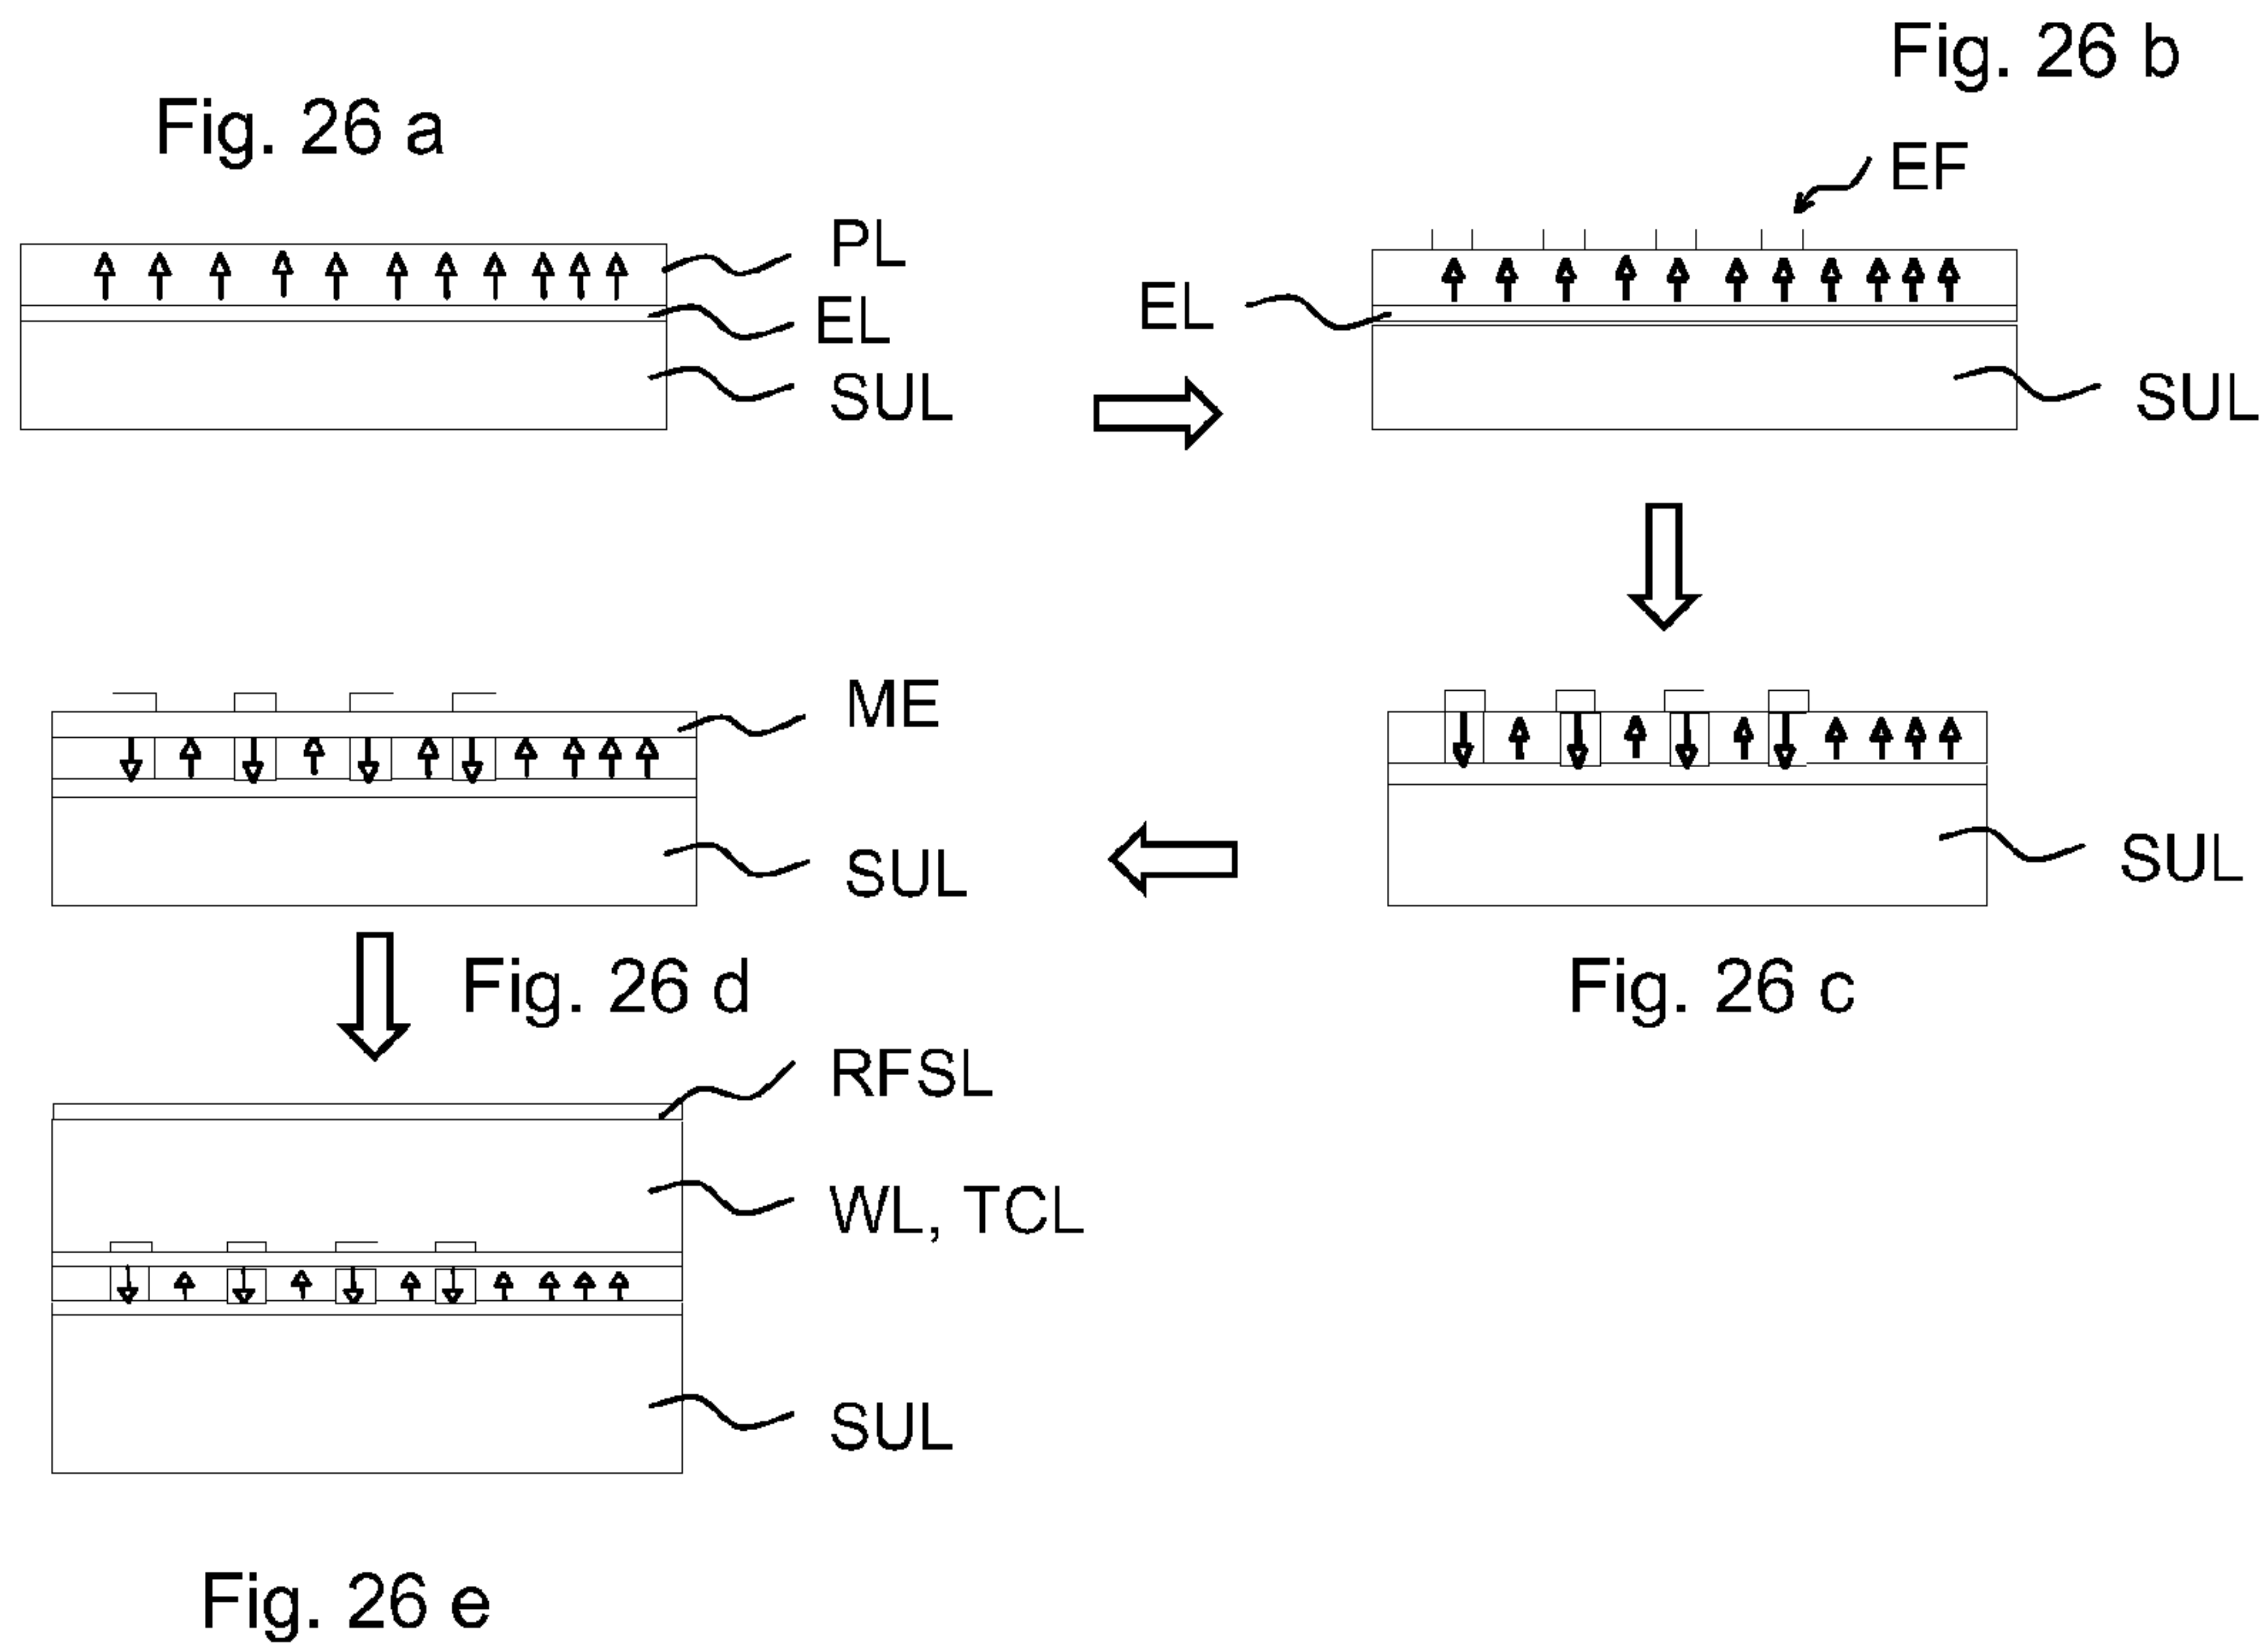 Fig. 26 a
PL
EL
SUL
Fig. 26 b
EF
EL
SUL
SUL
Fig. 26 c
ME
SUL
Fig. 26 d
RFSL
WL, TCL
SUL
Fig. 26 e